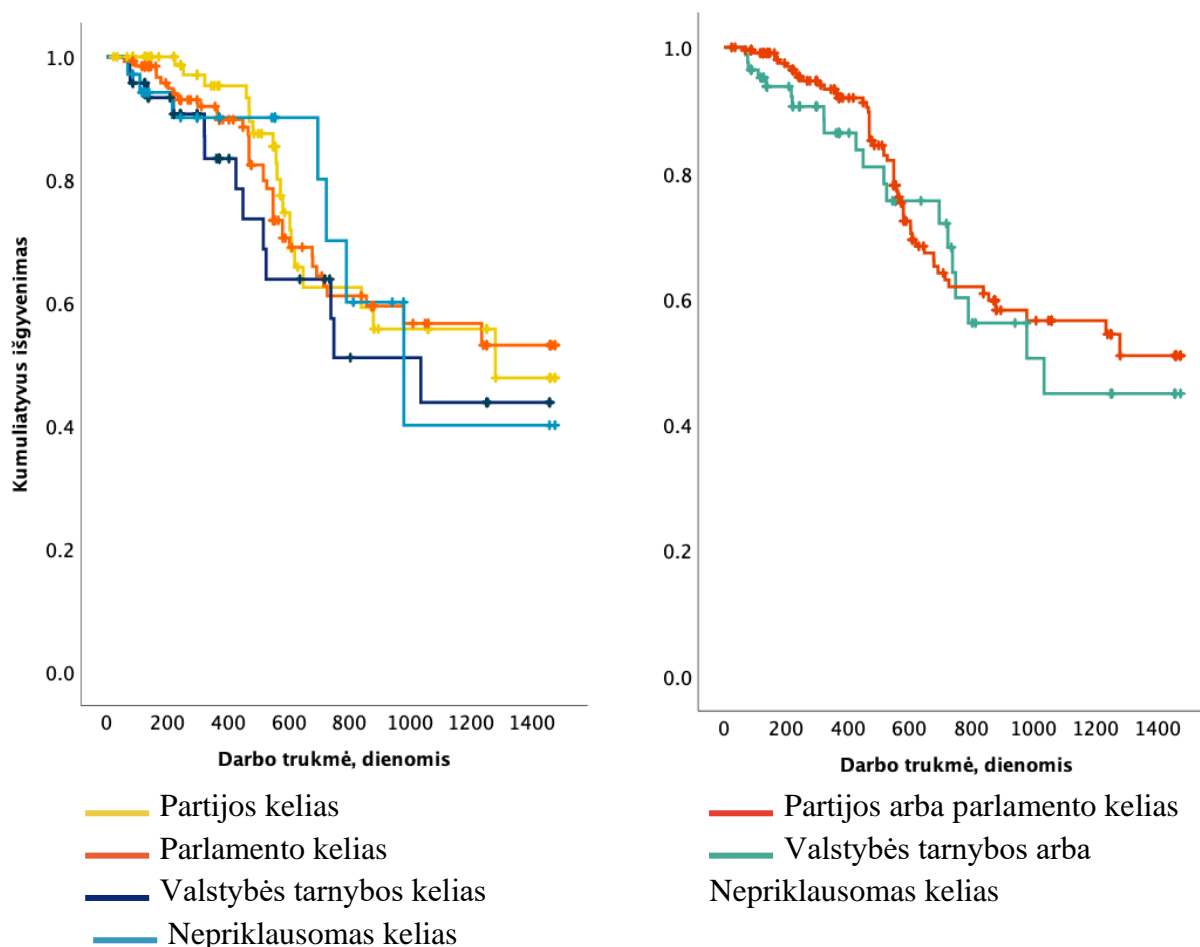 Kumuliatyvus išgyvenimas
1.0
0.8
0.6
0.4
0.2
0.0
0 200 400 600 800 1000 1200 1400
Darbo trukmė, dienomis
Partijos kelias
Parlamento kelias
Valstybės tarnybos kelias
Nepriklausomas kelias
1.0
0.8
0.6
0.4
0.2
0.0
0 200 400 600 800 1000 1200 1400
Darbo trukmė, dienomis
Partijos arba parlamento kelias
Valstybės tarnybos arba
Nepriklausomas kelias